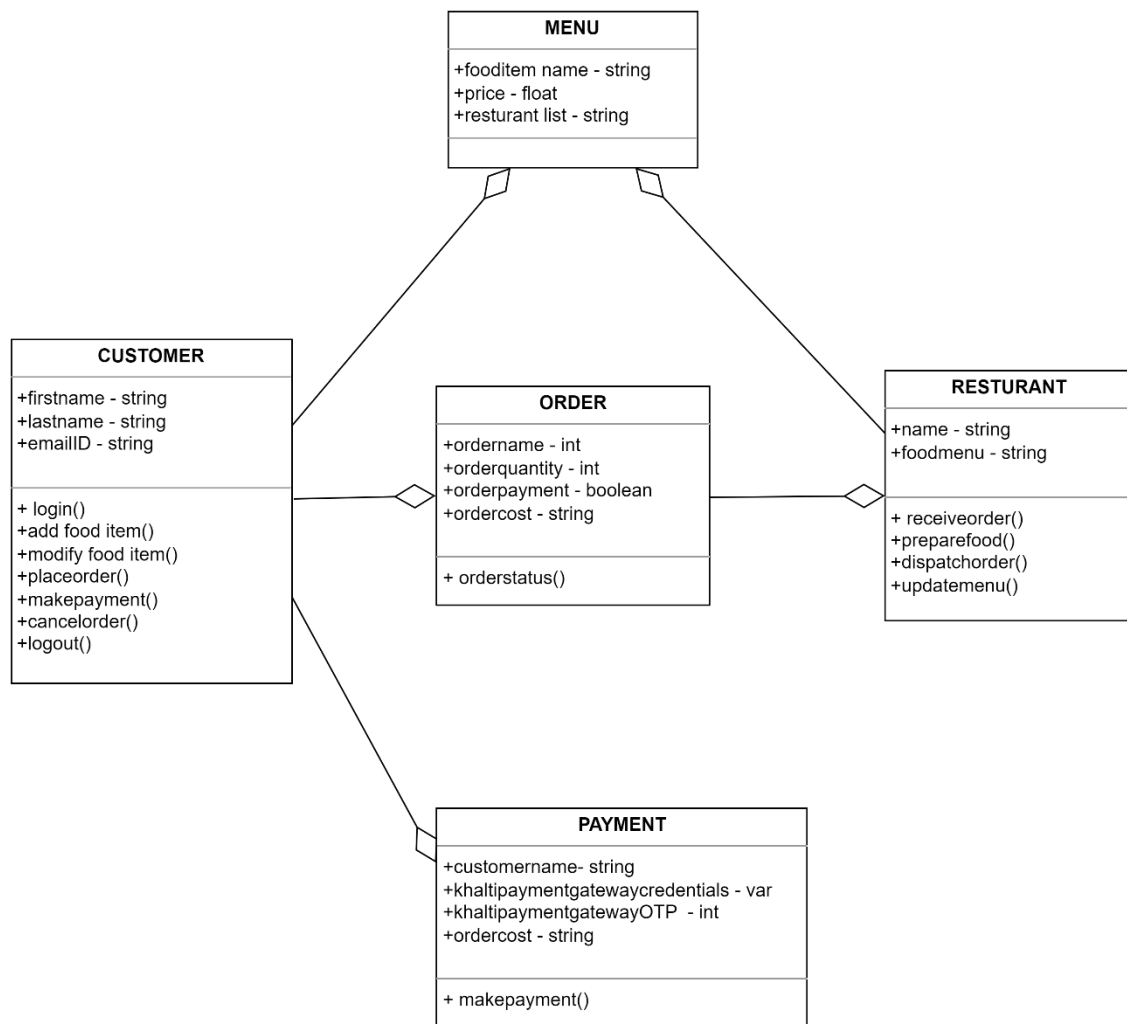 MENU
+fooditem name - string
+price - float
+resturant list - string
CUSTOMER
+firstname - string
+lastname - string
+emailID - string
+ login()
+add food item()
+modify food item()
+placeorder()
+makepayment()
+cancelorder()
+logout()
ORDER
+ordername - int
+orderquantity - int
+orderpayment - boolean
+ordercost - string
+ orderstatus()
RESTURANT
+name - string
+foodmenu - string
+ receiveorder()
+preparefood()
+dispatchorder()
+updatemenu()
PAYMENT
+customername- string
+khaltipaymentgatewaycredentials - var
+khaltipaymentgatewayOTP - int
+ordercost - string
+ makepayment()